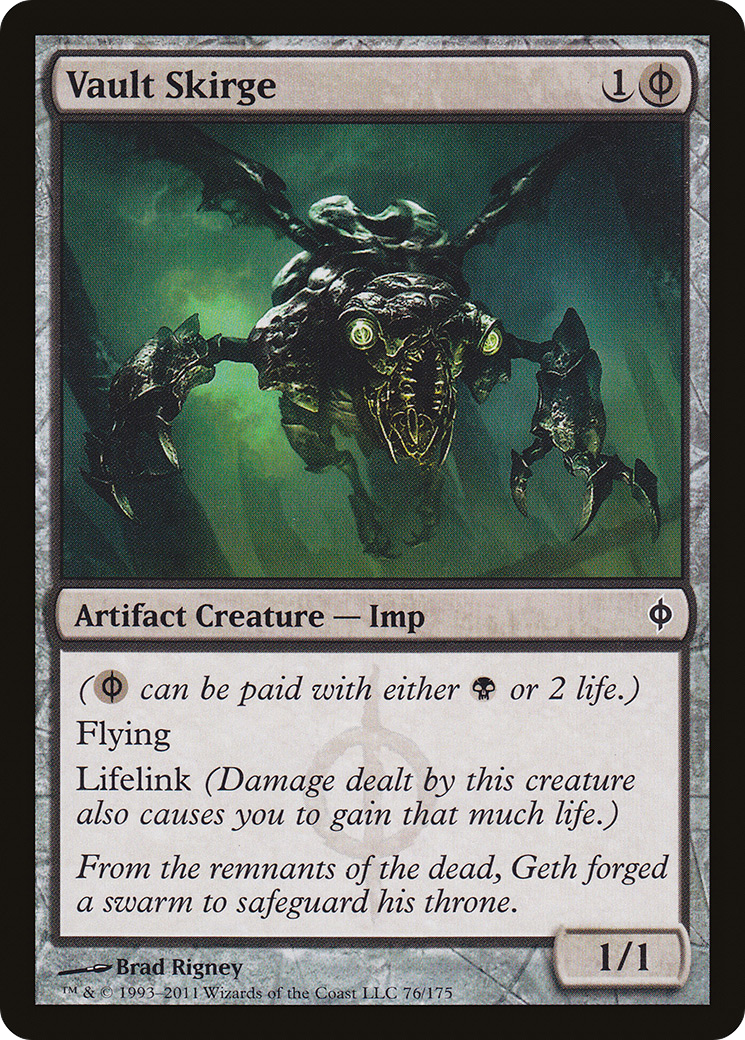 Vault Skirge 1
Artifact Creature — Imp
( can be paid with either or 2 life.)
Flying
Lifelink (Damage dealt by this creature
also causes you to gain that much life.)
From the remnants of the dead, Geth forged
a swarm to safeguard his throne.
1/1
Brad Rigney
™ & © 1993–2011 Wizards of the Coast LLC 76/175